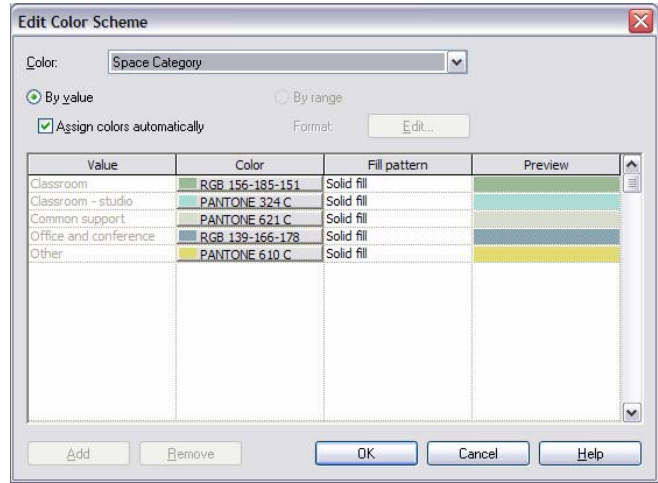 Edit Color Scheme
Color: Space Category
By value By range
Assign colors automatically Format: Edit...
Value Color Fill pattern Preview
Classroom RGB 156-185-151 Solid fill
Classroom - studio PANTONE 324 C Solid fill
Common support PANTONE 621 C Solid fill
Office and conference RGB 139-166-178 Solid fill
Other PANTONE 610 C Solid fill
Add Remove OK Cancel Help